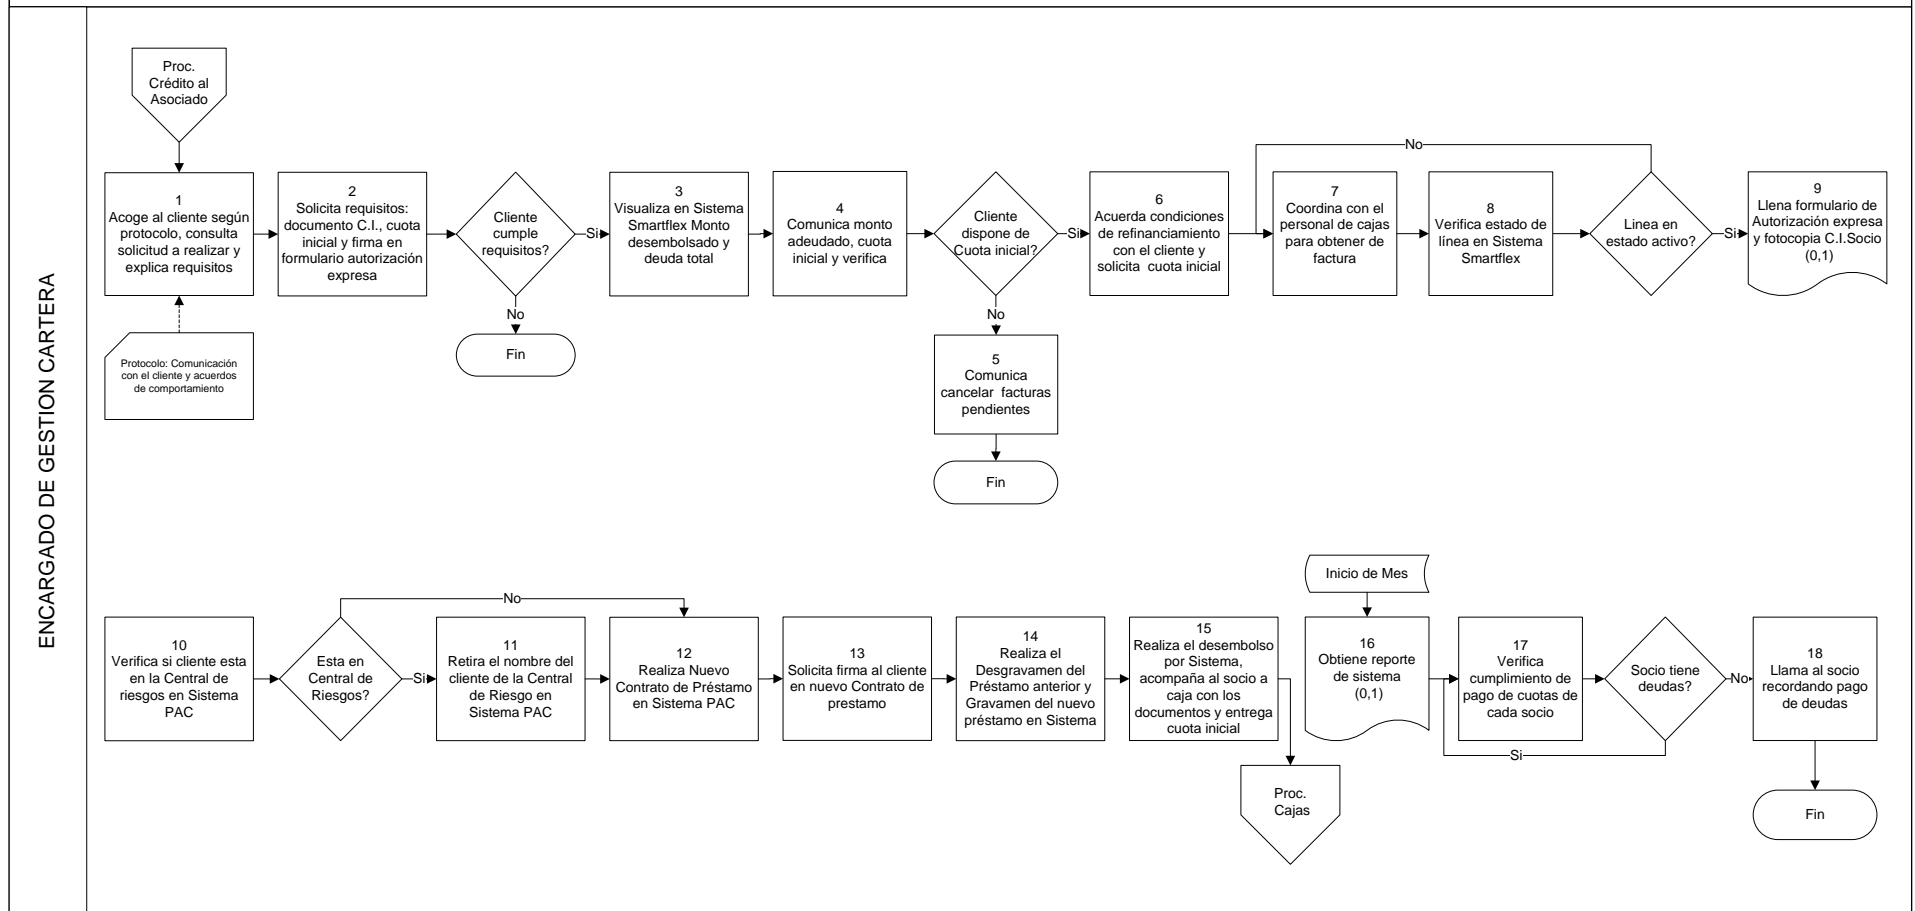 ENCARGADO DE GESTION CARTERA
Proc.
Crédito al
Asociado
1
Acoge al cliente según
protocolo, consulta
solicitud a realizar y
explica requisitos
Protocolo: Comunicación
con el cliente y acuerdos
de comportamiento
2
Solicita requisitos:
documento C.I., cuota
inicial y firma en
formulario autorización
expresa
Cliente
cumple
requisitos?
Si
No
Fin
3
Visualiza en Sistema
Smartflex Monto
desembolsado y
deuda total
4
Comunica monto
adeudado, cuota
inicial y verifica
Cliente
dispone de
Cuota inicial?
Si
No
5
Comunica
cancelar facturas
pendientes
Fin
6
Acuerda condiciones
de refinanciamiento
con el cliente y
solicita cuota inicial
7
Coordina con el
personal de cajas
para obtener de
factura
8
Verifica estado de
línea en Sistema
Smartflex
No
Linea en
estado activo?
Si
9
Llena formulario de
Autorización expresa
y fotocopia C.I.Socio
(0,1)
10
Verifica si cliente esta
en la Central de
riesgos en Sistema
PAC
Esta en
Central de
Riesgos?
No
Si
11
Retira el nombre del
cliente de la Central
de Riesgo en
Sistema PAC
12
Realiza Nuevo
Contrato de Préstamo
en Sistema PAC
13
Solicita firma al cliente
en nuevo Contrato de
prestamo
14
Realiza el
Desgravamen del
Préstamo anterior y
Gravamen del nuevo
préstamo en Sistema
15
Realiza el desembolso
por Sistema,
acompaña al socio a
caja con los
documentos y entrega
cuota inicial
Proc.
Cajas
Inicio de Mes
16
Obtiene reporte
de sistema
(0,1)
17
Verifica
cumplimiento de
pago de cuotas de
cada socio
Socio tiene
deudas?
Si
No
18
Llama al socio
recordando pago
de deudas
Fin